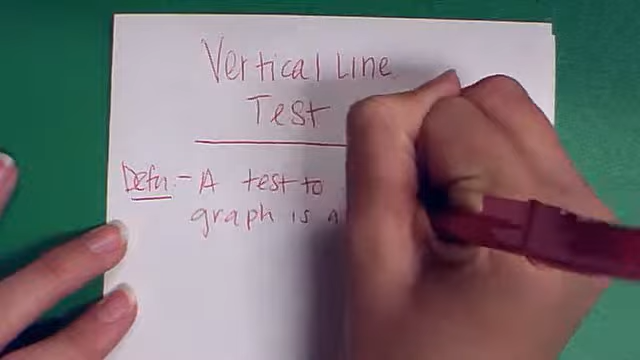 Vertical Line
Test
Defn:- A test to
graph is a